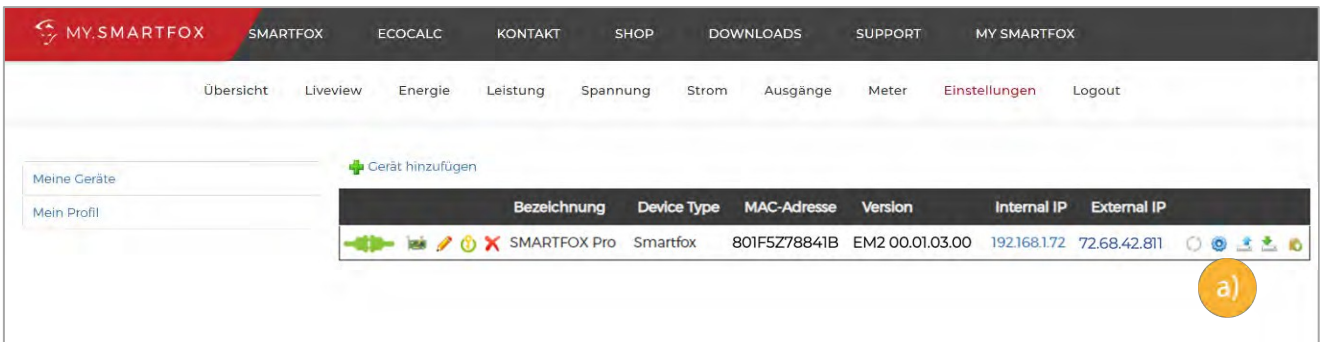 MY.SMARTFOX SMARTFOX ECOCALC KONTAKT SHOP DOWNLOADS SUPPORT MY SMARTFOX
Übersicht Liveview Energie Leistung Spannung Strom Ausgänge Meter Einstellungen Logout
Gerät hinzufügen
Meine Geräte
Mein Profil
Bezeichnung Device Type MAC-Adresse Version Internal IP External IP
SMARTFOX Pro Smartfox 801F5Z78841B EM2 00.01.03.00 192.168.1.72 72.68.42.811
a)